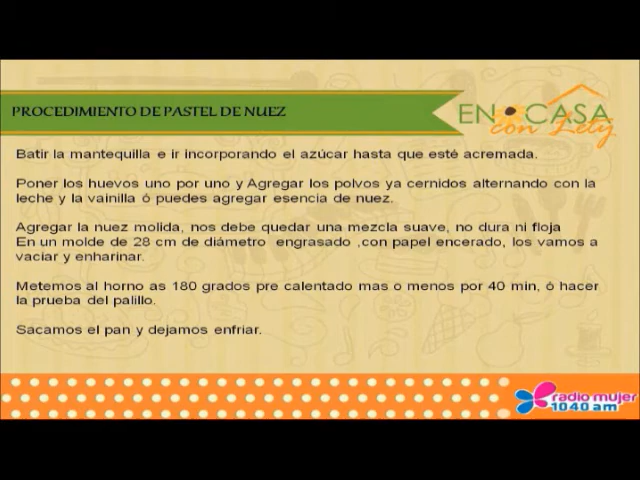 PROCEDIMIENTO DE PASTEL DE NUEZ
EN CASA
con Lety
Batir la mantequilla e ir incorporando el azúcar hasta que esté acremada.
Poner los huevos uno por uno y Agregar los polvos ya cernidos alternando con la
leche y la vainilla ó puedes agregar esencia de nuez.
Agregar la nuez molida, nos debe quedar una mezcla suave, no dura ni floja
En un molde de 28 cm de diámetro engrasado ,con papel encerado, los vamos a
vaciar y enharinar.
Metemos al horno as 180 grados pre calentado mas o menos por 40 min, ó hacer
la prueba del palillo.
Sacamos el pan y dejamos enfriar.
radio mujer
1040 am